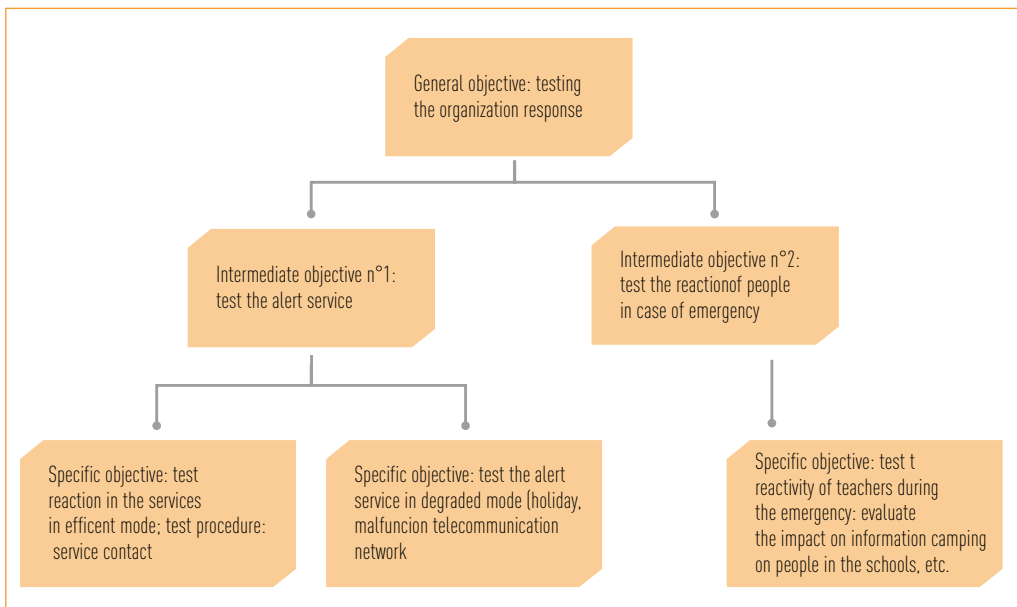 General objective: testing
the organization response
Intermediate objective n°1:
test the alert service
Intermediate objective n°2:
test the reactionof people
in case of emergency
Specific objective: test
reaction in the services
in efficent mode; test procedure:
service contact
Specific objective: test the alert
service in degraded mode (holiday,
malfuncion telecommunication
network
Specific objective: test t
reactivity of teachers during
the emergency: evaluate
the impact on information camping
on people in the schools, etc.